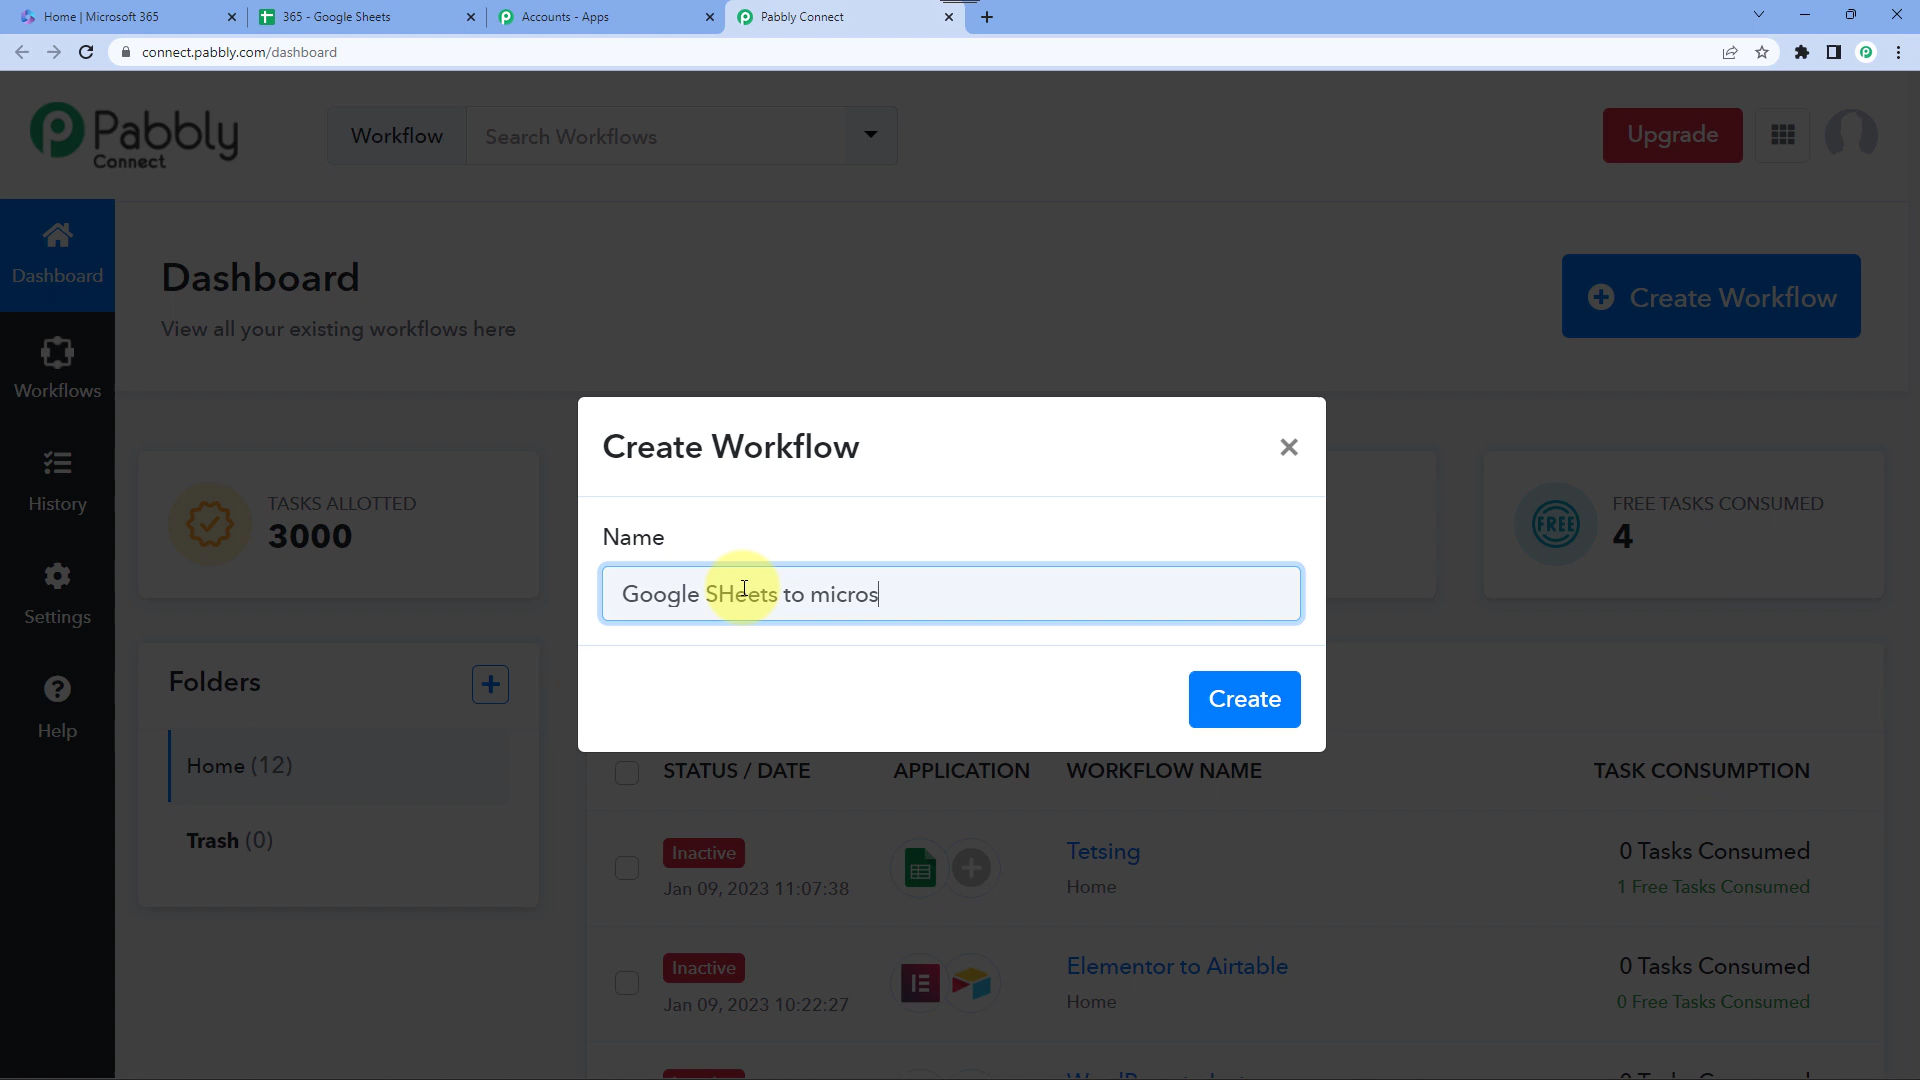 Home | Microsoft 365
365 - Google Sheets
Accounts - Apps
Pabbly Connect
connect.pabbly.com/dashboard
Pabbly
Connect
Workflow
Search Workflows
Upgrade
Dashboard
Workflows
History
Settings
Help
Dashboard
View all your existing workflows here
Create Workflow
TASKS ALLOTTED
3000
FREE
FREE TASKS CONSUMED
4
Create Workflow
Name
Google SHeets to micros
Create
Folders
Home (12)
Trash (0)
STATUS / DATE
APPLICATION
WORKFLOW NAME
TASK CONSUMPTION
Inactive
Jan 09, 2023 11:07:38
Tetsing
Home
0 Tasks Consumed
1 Free Tasks Consumed
Inactive
Jan 09, 2023 10:22:27
Elementor to Airtable
Home
0 Tasks Consumed
0 Free Tasks Consumed